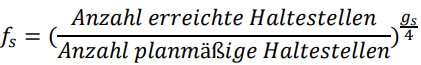 f_s = (Anzahl erreichte Haltestellen / Anzahl planmäßige Haltestellen)^(g_s/4)